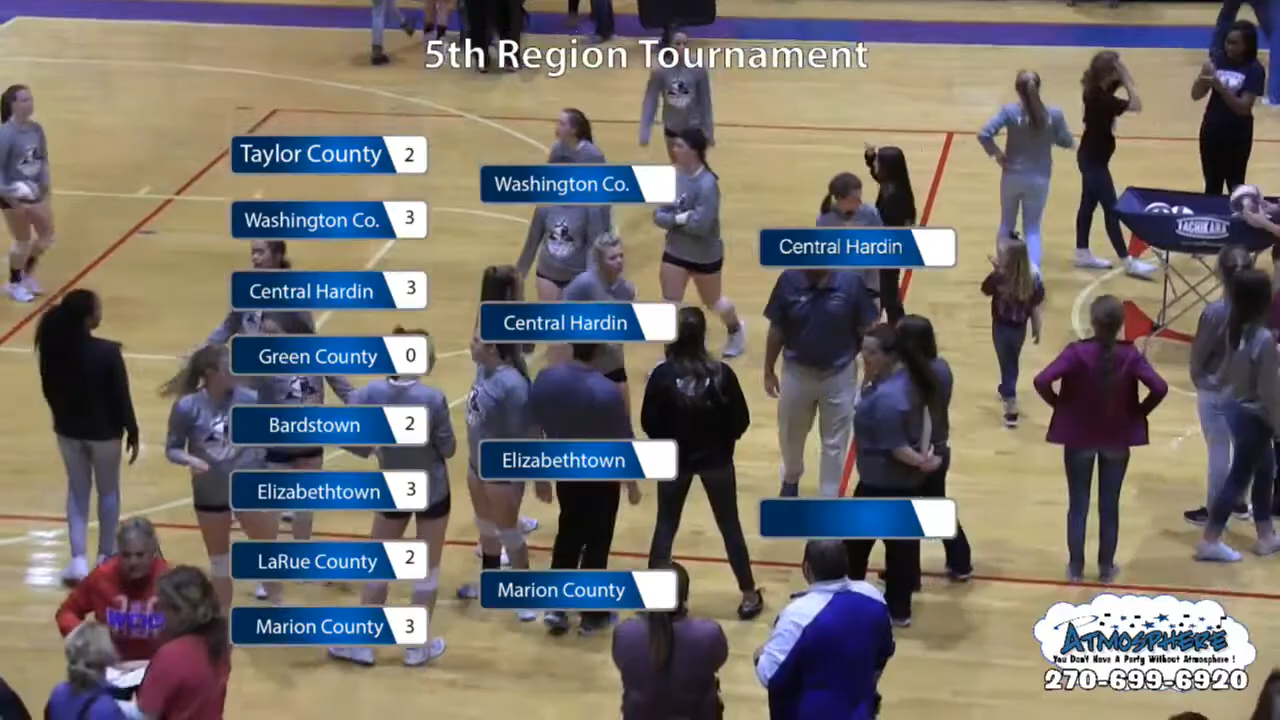 5th Region Tournament
Taylor County 2
Washington Co. 3
Central Hardin 3
Green County 0
Bardstown 2
Elizabethtown 3
LaRue County 2
Marion County 3
Washington Co.
Central Hardin
Elizabethtown
Marion County
Central Hardin
TACHIKARA
ATMOSPHERE
You Don't Have A Party Without Atmosphere !
270-699-6920